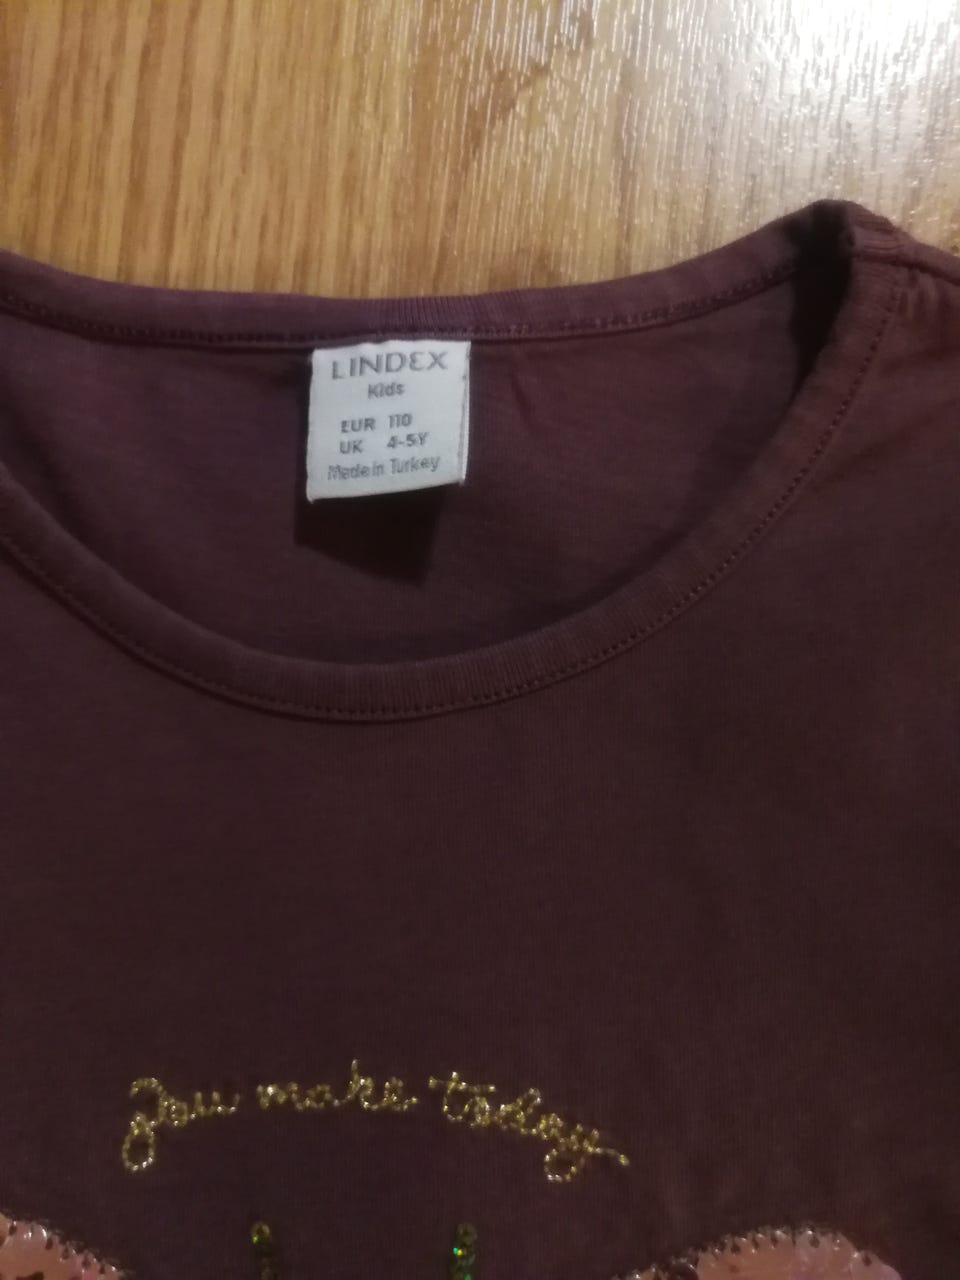 LINDEX
Kids
EUR 110
UK 4-5Y
Made in Turkey
You make today